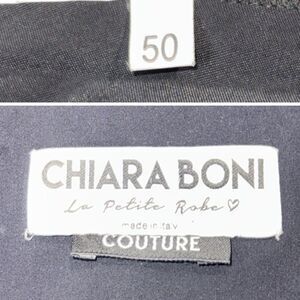 50
CHIARA BONI
La Petite Robe♡
made in italy
COUTURE